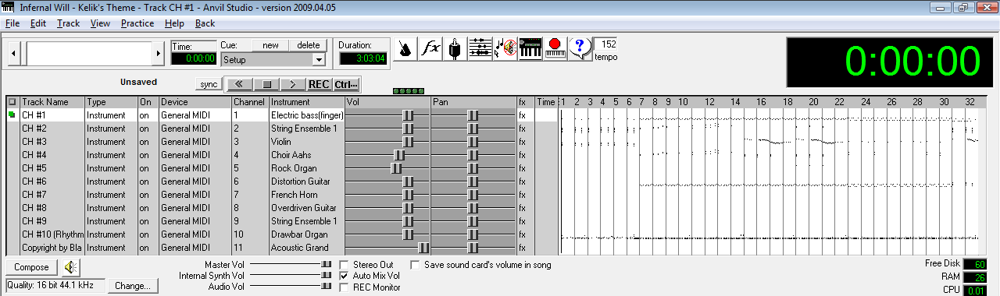 Infernal Will - Kelik's Theme - Track CH #1 - Anvil Studio - version 2009.04.05
File Edit Track View Practice Help Back
Time: Cue: new delete Duration: 152 0:00:00
0:00:00 Setup 3:03:04 fx tempo
Unsaved sync REC Ctrl...
Track Name Type On Device Channel Instrument Vol Pan fx Time 1 2 3 4 5 6 7 8 10 12 14 16 18 20 22 24 26 28 30 32
CH #1 Instrument on General MIDI 1 Electric bass(finger) fx
CH #2 Instrument on General MIDI 2 String Ensemble 1 fx
CH #3 Instrument on General MIDI 3 Violin fx
CH #4 Instrument on General MIDI 4 Choir Aahs fx
CH #5 Instrument on General MIDI 5 Rock Organ fx
CH #6 Instrument on General MIDI 6 Distortion Guitar fx
CH #7 Instrument on General MIDI 7 French Horn fx
CH #8 Instrument on General MIDI 8 Overdriven Guitar fx
CH #9 Instrument on General MIDI 9 String Ensemble 1 fx
CH #10 (Rhythm Instrument on General MIDI 10 Drawbar Organ fx
Copyright by Bla Instrument on General MIDI 11 Acoustic Grand fx
Compose Master Vol Stereo Out Save sound card's volume in song Free Disk 60
Internal Synth Vol Auto Mix Vol RAM 26
Quality: 16 bit 44.1 kHz Change... Audio Vol REC Monitor CPU 0.01